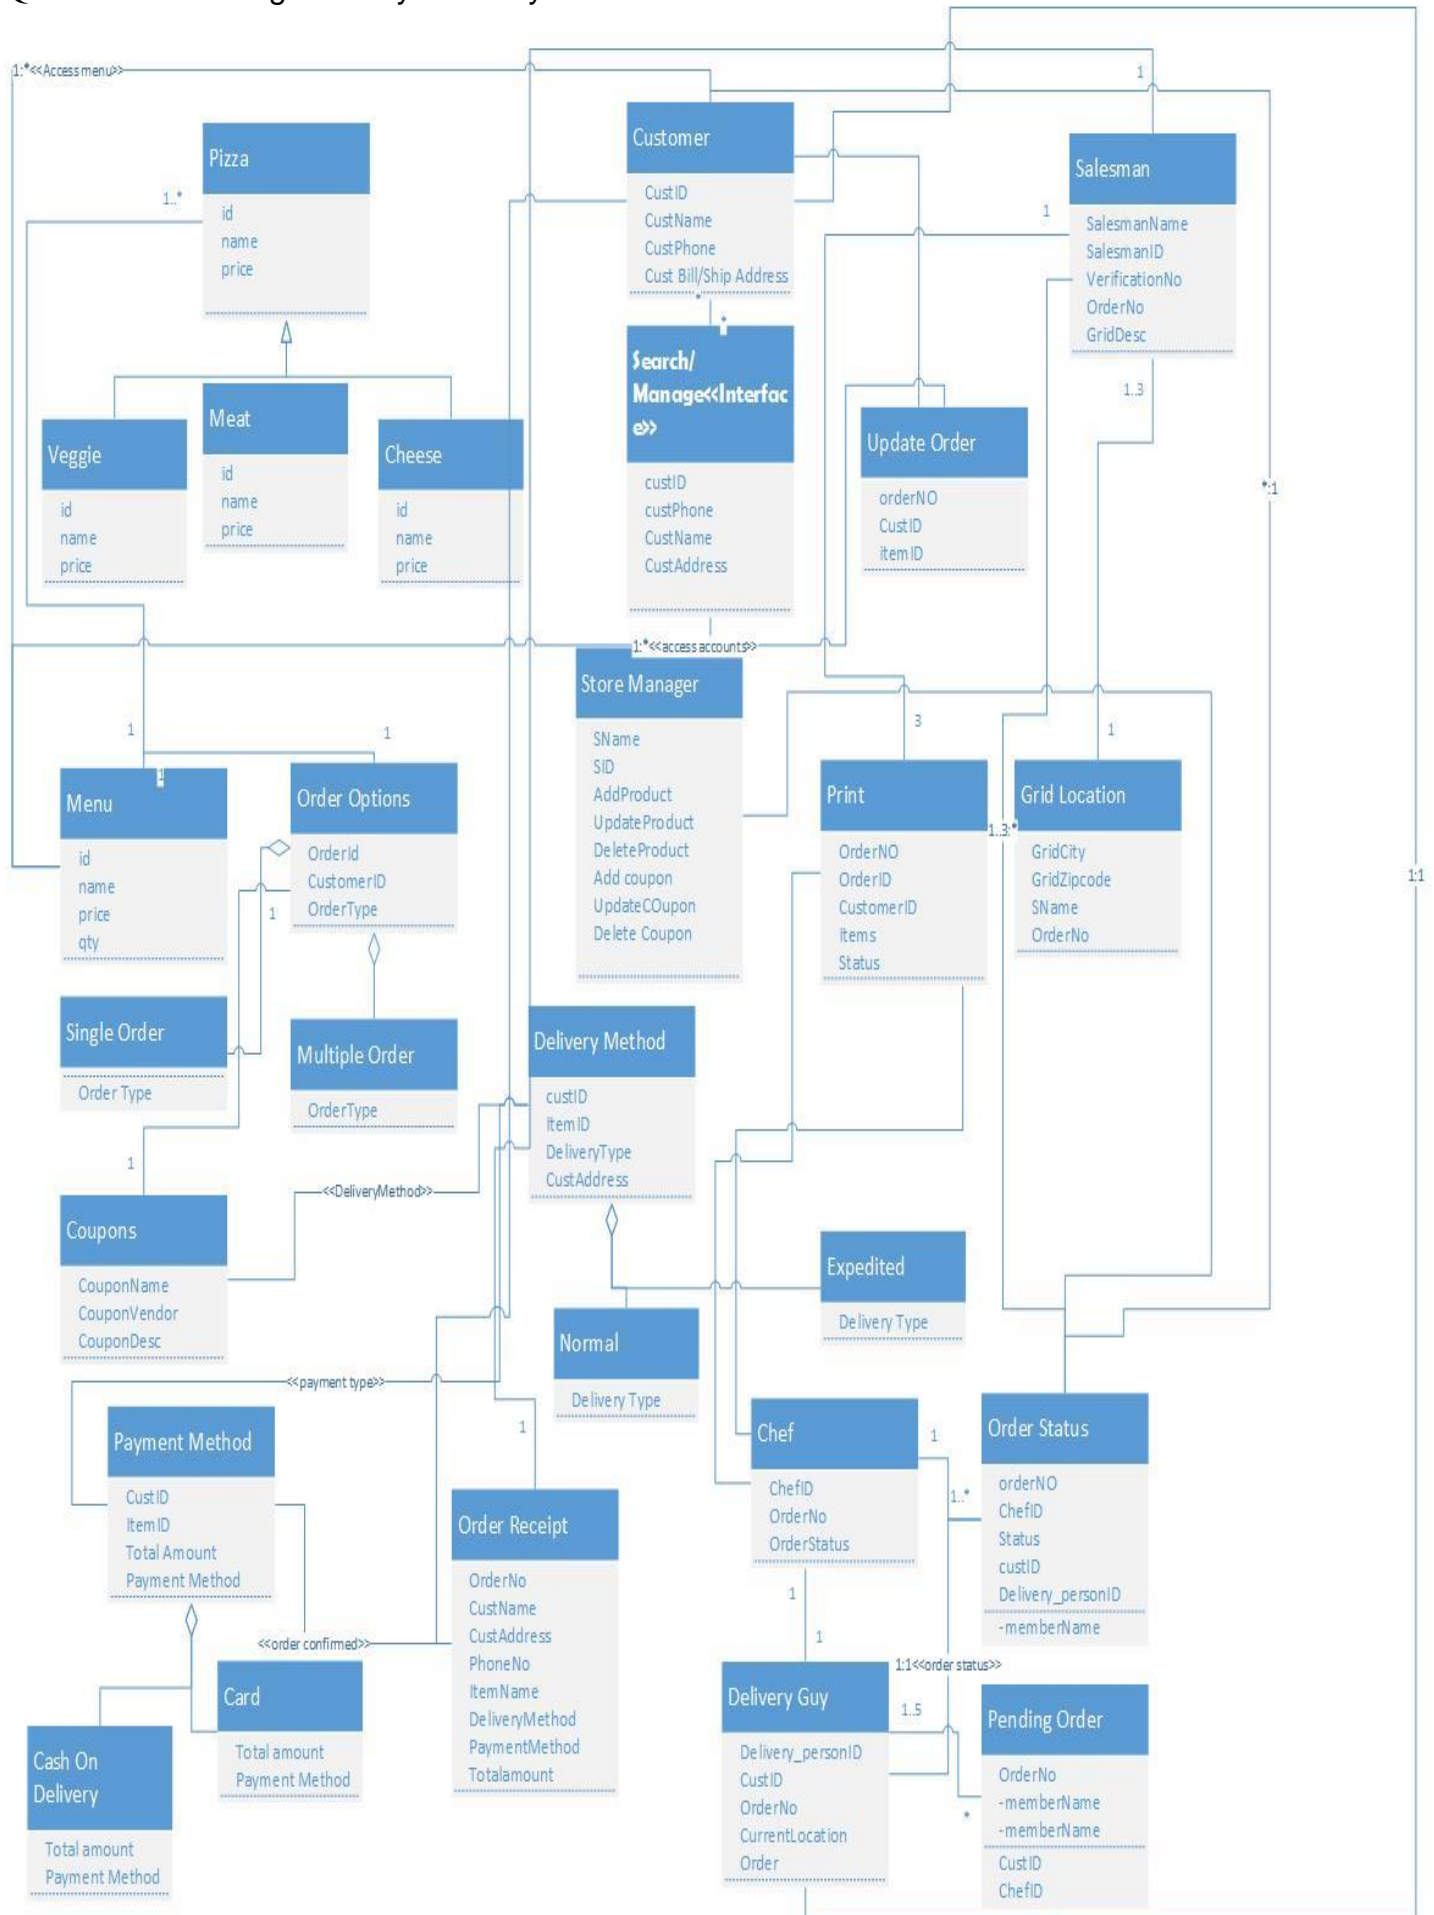 1:*<<Access menu>>
1
Customer
CustID
CustName
CustPhone
Cust Bill/Ship Address
*
*
Pizza
id
name
price
1..*
Salesman
SalesmanName
SalesmanID
VerificationNo
OrderNo
GridDesc
1
1..3
Veggie
id
name
price
Meat
id
name
price
Cheese
id
name
price
Search/
Manage<<Interfac
e>>
custID
custPhone
CustName
CustAddress
Update Order
orderNO
CustID
itemID
*:1
1:*<<access accounts>>
Store Manager
SName
SID
AddProduct
UpdateProduct
DeleteProduct
Add coupon
UpdateCOupon
Delete Coupon
1
1
3
1
1
Menu
id
name
price
qty
Order Options
OrderId
CustomerID
OrderType
1
Print
OrderNO
OrderID
CustomerID
Items
Status
1..3:*
Grid Location
GridCity
GridZipcode
SName
OrderNo
1:1
Single Order
Order Type
Multiple Order
OrderType
Delivery Method
custID
ItemID
DeliveryType
CustAddress
1
<<DeliveryMethod>>
Coupons
CouponName
CouponVendor
CouponDesc
Expedited
Delivery Type
Normal
Delivery Type
<<payment type>>
1
Payment Method
CustID
ItemID
Total Amount
Payment Method
Order Receipt
OrderNo
CustName
CustAddress
PhoneNo
ItemName
DeliveryMethod
PaymentMethod
Totalamount
Chef
ChefID
OrderNo
OrderStatus
1
1..*
Order Status
orderNO
ChefID
Status
custID
Delivery_personID
-memberName
1
1
<<order confirmed>>
1:1<<order status>>
Cash On
Delivery
Total amount
Payment Method
Card
Total amount
Payment Method
Delivery Guy
Delivery_personID
CustID
OrderNo
CurrentLocation
Order
1..5
*
Pending Order
OrderNo
-memberName
-memberName
CustID
ChefID